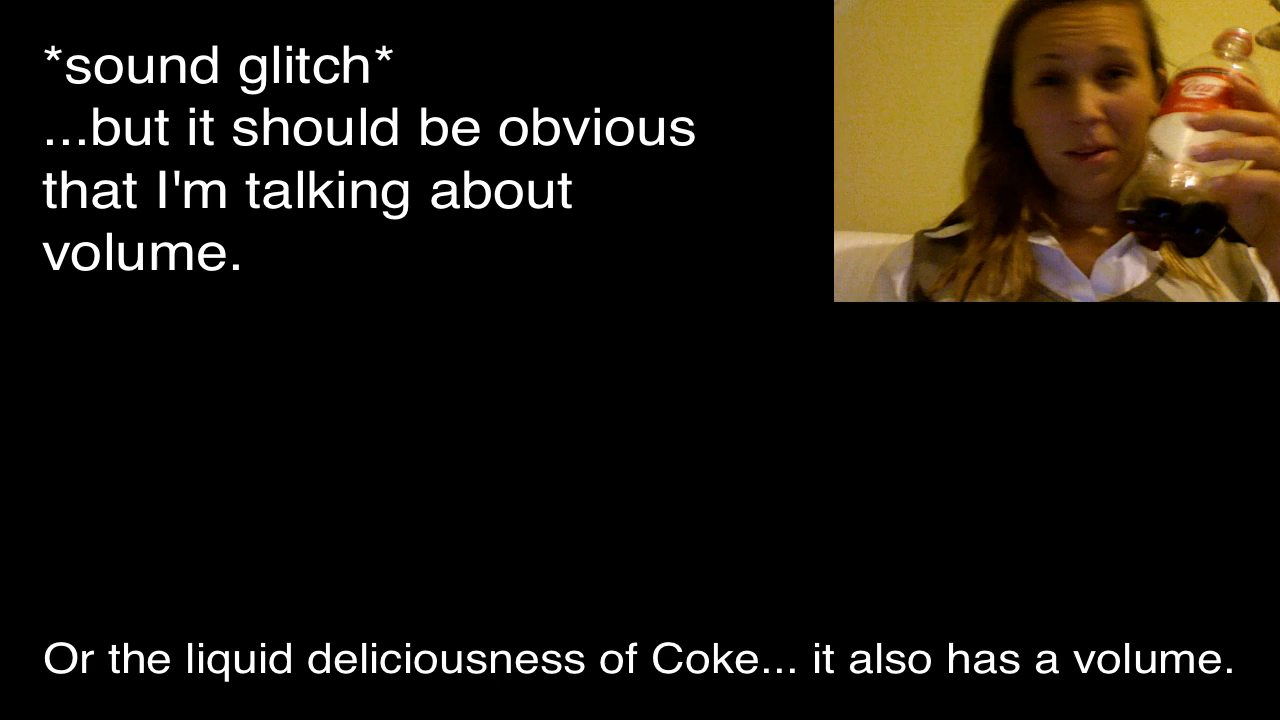 *sound glitch*
...but it should be obvious
that I'm talking about
volume.
Or the liquid deliciousness of Coke... it also has a volume.